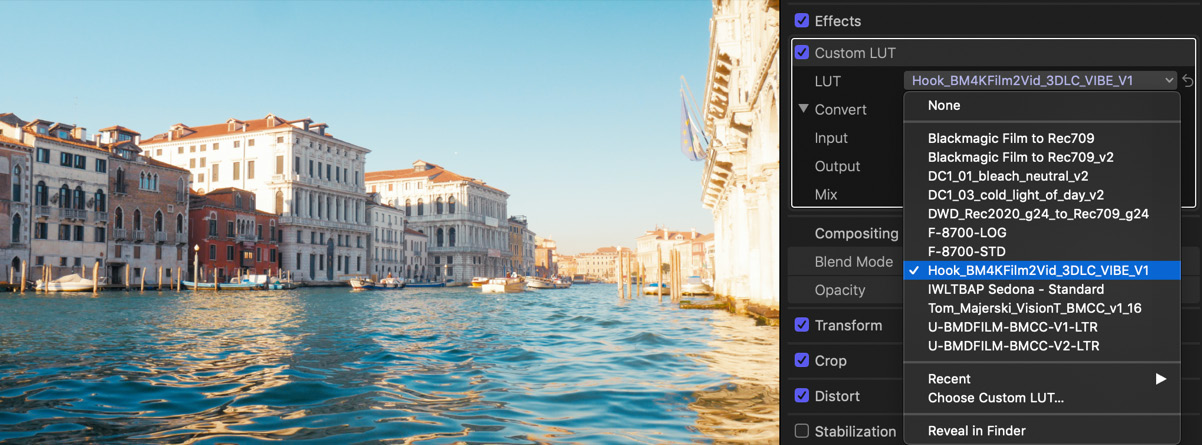 Effects
Custom LUT
LUT
Hook_BM4KFilm2Vid_3DLC_VIBE_V1
Convert
Input
Output
Mix
Compositing
Blend Mode
Opacity
Transform
Crop
Distort
Stabilization
None
Blackmagic Film to Rec709
Blackmagic Film to Rec709_v2
DC1_01_bleach_neutral_v2
DC1_03_cold_light_of_day_v2
DWD_Rec2020_g24_to_Rec709_g24
F-8700-LOG
F-8700-STD
Hook_BM4KFilm2Vid_3DLC_VIBE_V1
IWLTBAP Sedona - Standard
Tom_Majerski_VisionT_BMCC_v1_16
U-BMDFILM-BMCC-V1-LTR
U-BMDFILM-BMCC-V2-LTR
Recent
Choose Custom LUT...
Reveal in Finder